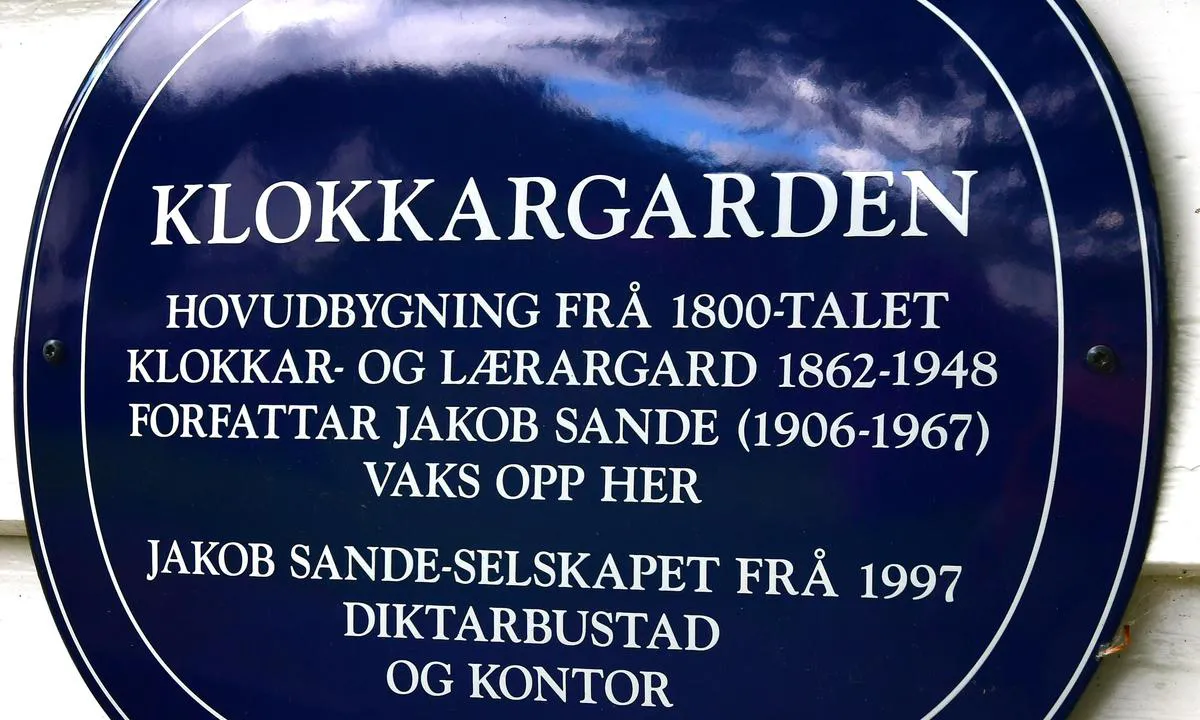 KLOKKARGARDEN
HOVUDBYGNING FRÅ 1800-TALET
KLOKKAR- OG LÆRARGARD 1862-1948
FORFATTAR JAKOB SANDE (1906-1967)
VAKS OPP HER
JAKOB SANDE-SELSKAPET FRÅ 1997
DIKTARBUSTAD
OG KONTOR